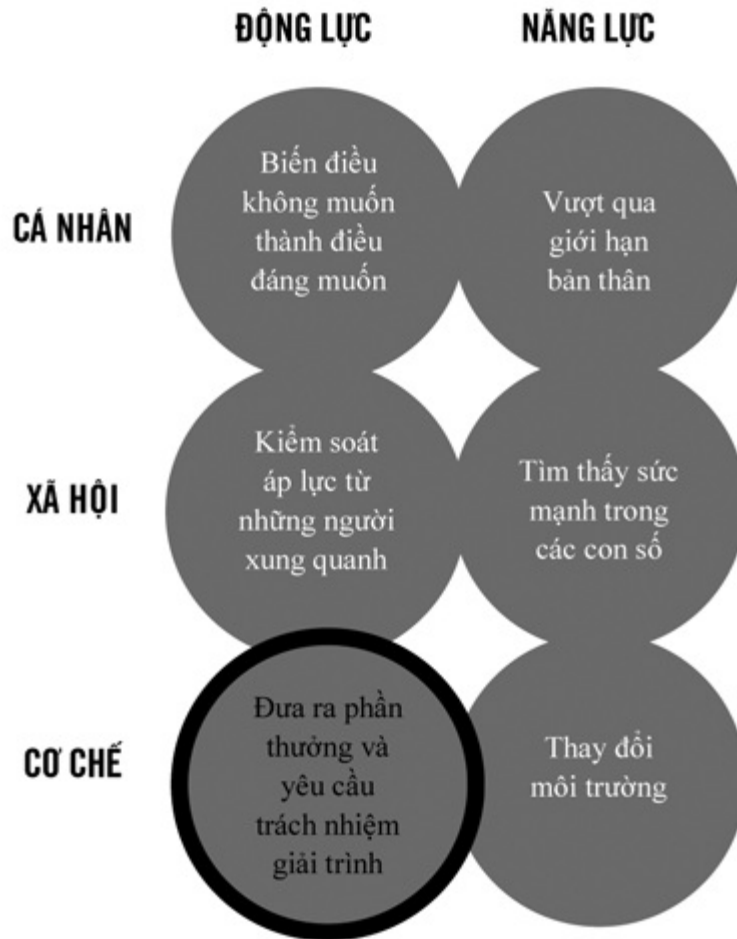 ĐỘNG LỰC NĂNG LỰC
CÁ NHÂN
Biến điều
không muốn
thành điều
đáng muốn
Vượt qua
giới hạn
bản thân
XÃ HỘI
Kiểm soát
áp lực từ
những người
xung quanh
Tìm thấy sức
mạnh trong
các con số
CƠ CHẾ
Đưa ra phần
thưởng và
yêu cầu
trách nhiệm
giải trình
Thay đổi
môi trường